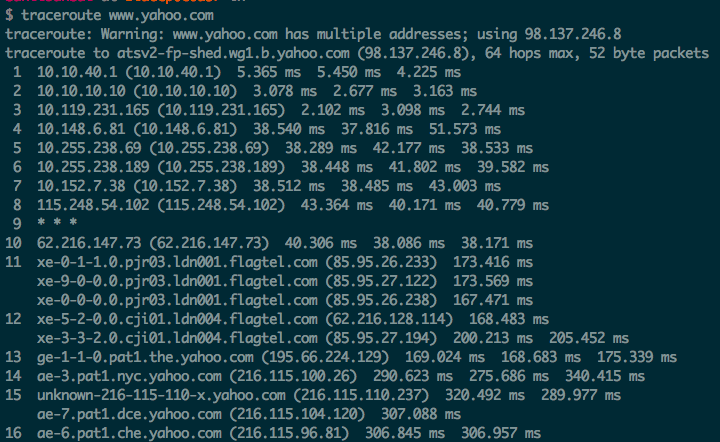 $ traceroute www.yahoo.com
traceroute: Warning: www.yahoo.com has multiple addresses; using 98.137.246.8
traceroute to atsv2-fp-shed.wg1.b.yahoo.com (98.137.246.8), 64 hops max, 52 byte packets
1 10.10.40.1 (10.10.40.1) 5.365 ms 5.450 ms 4.225 ms
2 10.10.10.10 (10.10.10.10) 3.078 ms 2.677 ms 3.163 ms
3 10.119.231.165 (10.119.231.165) 2.102 ms 3.098 ms 2.744 ms
4 10.148.6.81 (10.148.6.81) 38.540 ms 37.816 ms 51.573 ms
5 10.255.238.69 (10.255.238.69) 38.289 ms 42.177 ms 38.533 ms
6 10.255.238.189 (10.255.238.189) 38.448 ms 41.802 ms 39.582 ms
7 10.152.7.38 (10.152.7.38) 38.512 ms 38.485 ms 43.003 ms
8 115.248.54.102 (115.248.54.102) 43.364 ms 40.171 ms 40.779 ms
9 * * *
10 62.216.147.73 (62.216.147.73) 40.306 ms 38.086 ms 38.171 ms
11 xe-0-1-1.0.pjr03.ldn001.flagtel.com (85.95.26.233) 173.416 ms
xe-9-0-0.0.pjr03.ldn001.flagtel.com (85.95.27.122) 173.569 ms
xe-0-0-0.0.pjr03.ldn001.flagtel.com (85.95.26.238) 167.471 ms
12 xe-5-2-0.0.cji01.ldn004.flagtel.com (62.216.128.114) 168.483 ms
xe-3-3-2.0.cji01.ldn004.flagtel.com (85.95.27.194) 200.213 ms 205.452 ms
13 ge-1-1-0.pat1.the.yahoo.com (195.66.224.129) 169.024 ms 168.683 ms 175.339 ms
14 ae-3.pat1.nyc.yahoo.com (216.115.100.26) 290.623 ms 275.686 ms 340.415 ms
15 unknown-216-115-110-x.yahoo.com (216.115.110.237) 320.492 ms 289.977 ms
ae-7.pat1.dce.yahoo.com (216.115.104.120) 307.088 ms
16 ae-6.pat1.che.yahoo.com (216.115.96.81) 306.845 ms 306.957 ms